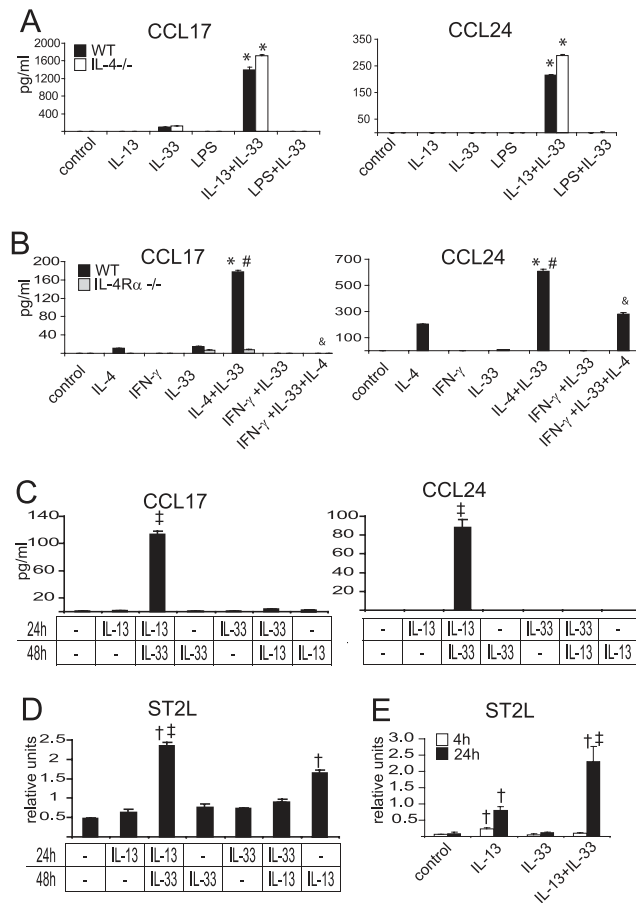 A
CCL17
CCL24
WT
IL-4-/-
pg/ml
2000
1600
1200
800
400
* *
350
250
150
50
* *
control IL-13 IL-33 LPS IL-13+IL-33 LPS+IL-33
control IL-13 IL-33 LPS IL-13+IL-33 LPS+IL-33
B
CCL17
CCL24
WT
IL-4Rα -/-
pg/ml
200
160
120
80
40
* #
&
700
500
300
100
* #
&
control IL-4 IFN-γ IL-33 IL-4+IL-33 IFN-γ +IL-33 IFN-γ +IL-33+IL-4
control IL-4 IFN-γ IL-33 IL-4+IL-33 IFN-γ +IL-33 IFN-γ +IL-33+IL-4
C
CCL17
CCL24
pg/ml
140
100
60
20
‡
100
80
60
40
20
‡
24h - IL-13 IL-13 - IL-33 IL-33 -
48h - - IL-33 IL-33 - IL-13 IL-13
- IL-13 IL-13 - IL-33 IL-33 -
- - IL-33 IL-33 - IL-13 IL-13
D
ST2L
relative units
2.5
2
1.5
1
0.5
† ‡
†
24h - IL-13 IL-13 - IL-33 IL-33 -
48h - - IL-33 IL-33 - IL-13 IL-13
E
ST2L
4h
24h
relative units
3.0
2.5
2.0
1.5
1.0
0.5
† †
† ‡
control IL-13 IL-33 IL-13+IL-33